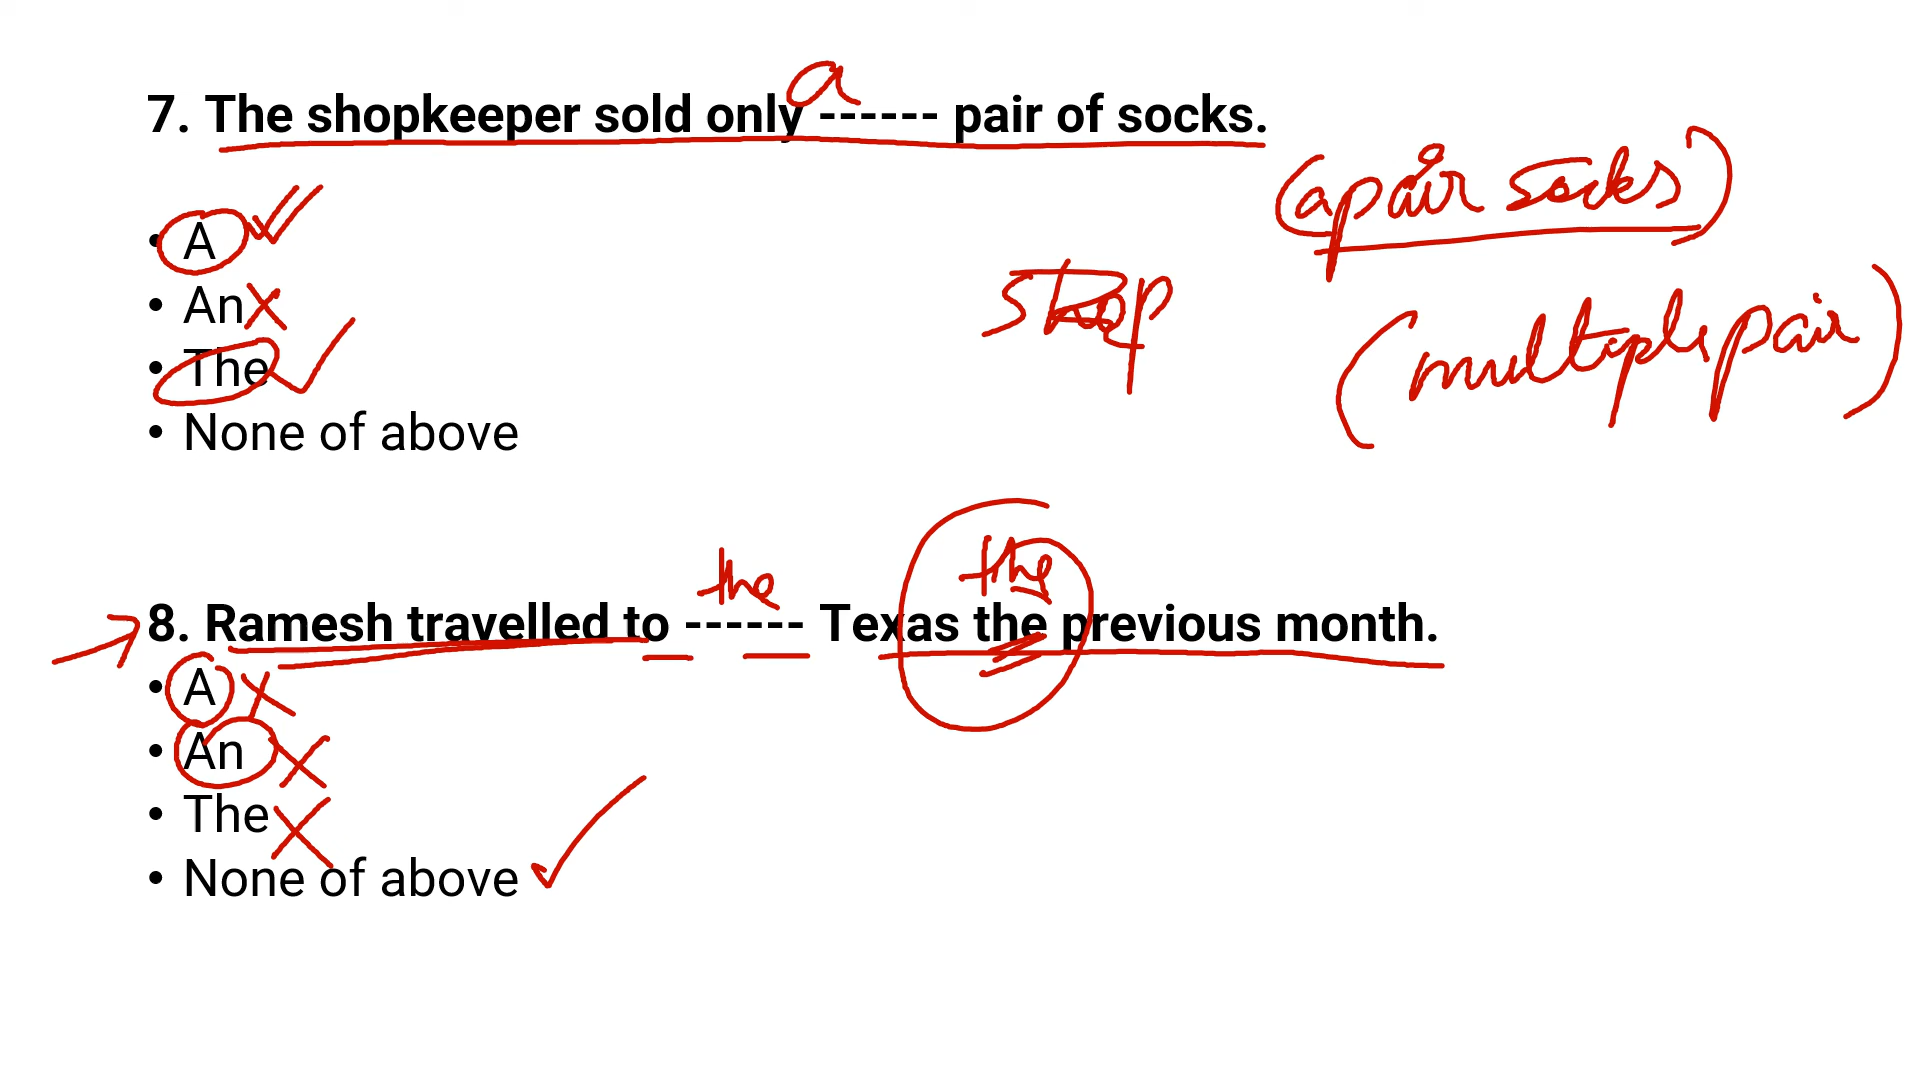 a
7. The shopkeeper sold only ------ pair of socks.
(a pair socks)
• A
shop
• An
(multiple pair)
• The
• None of above
the the
8. Ramesh travelled to ------ Texas the previous month.
• A
• An
• The
• None of above